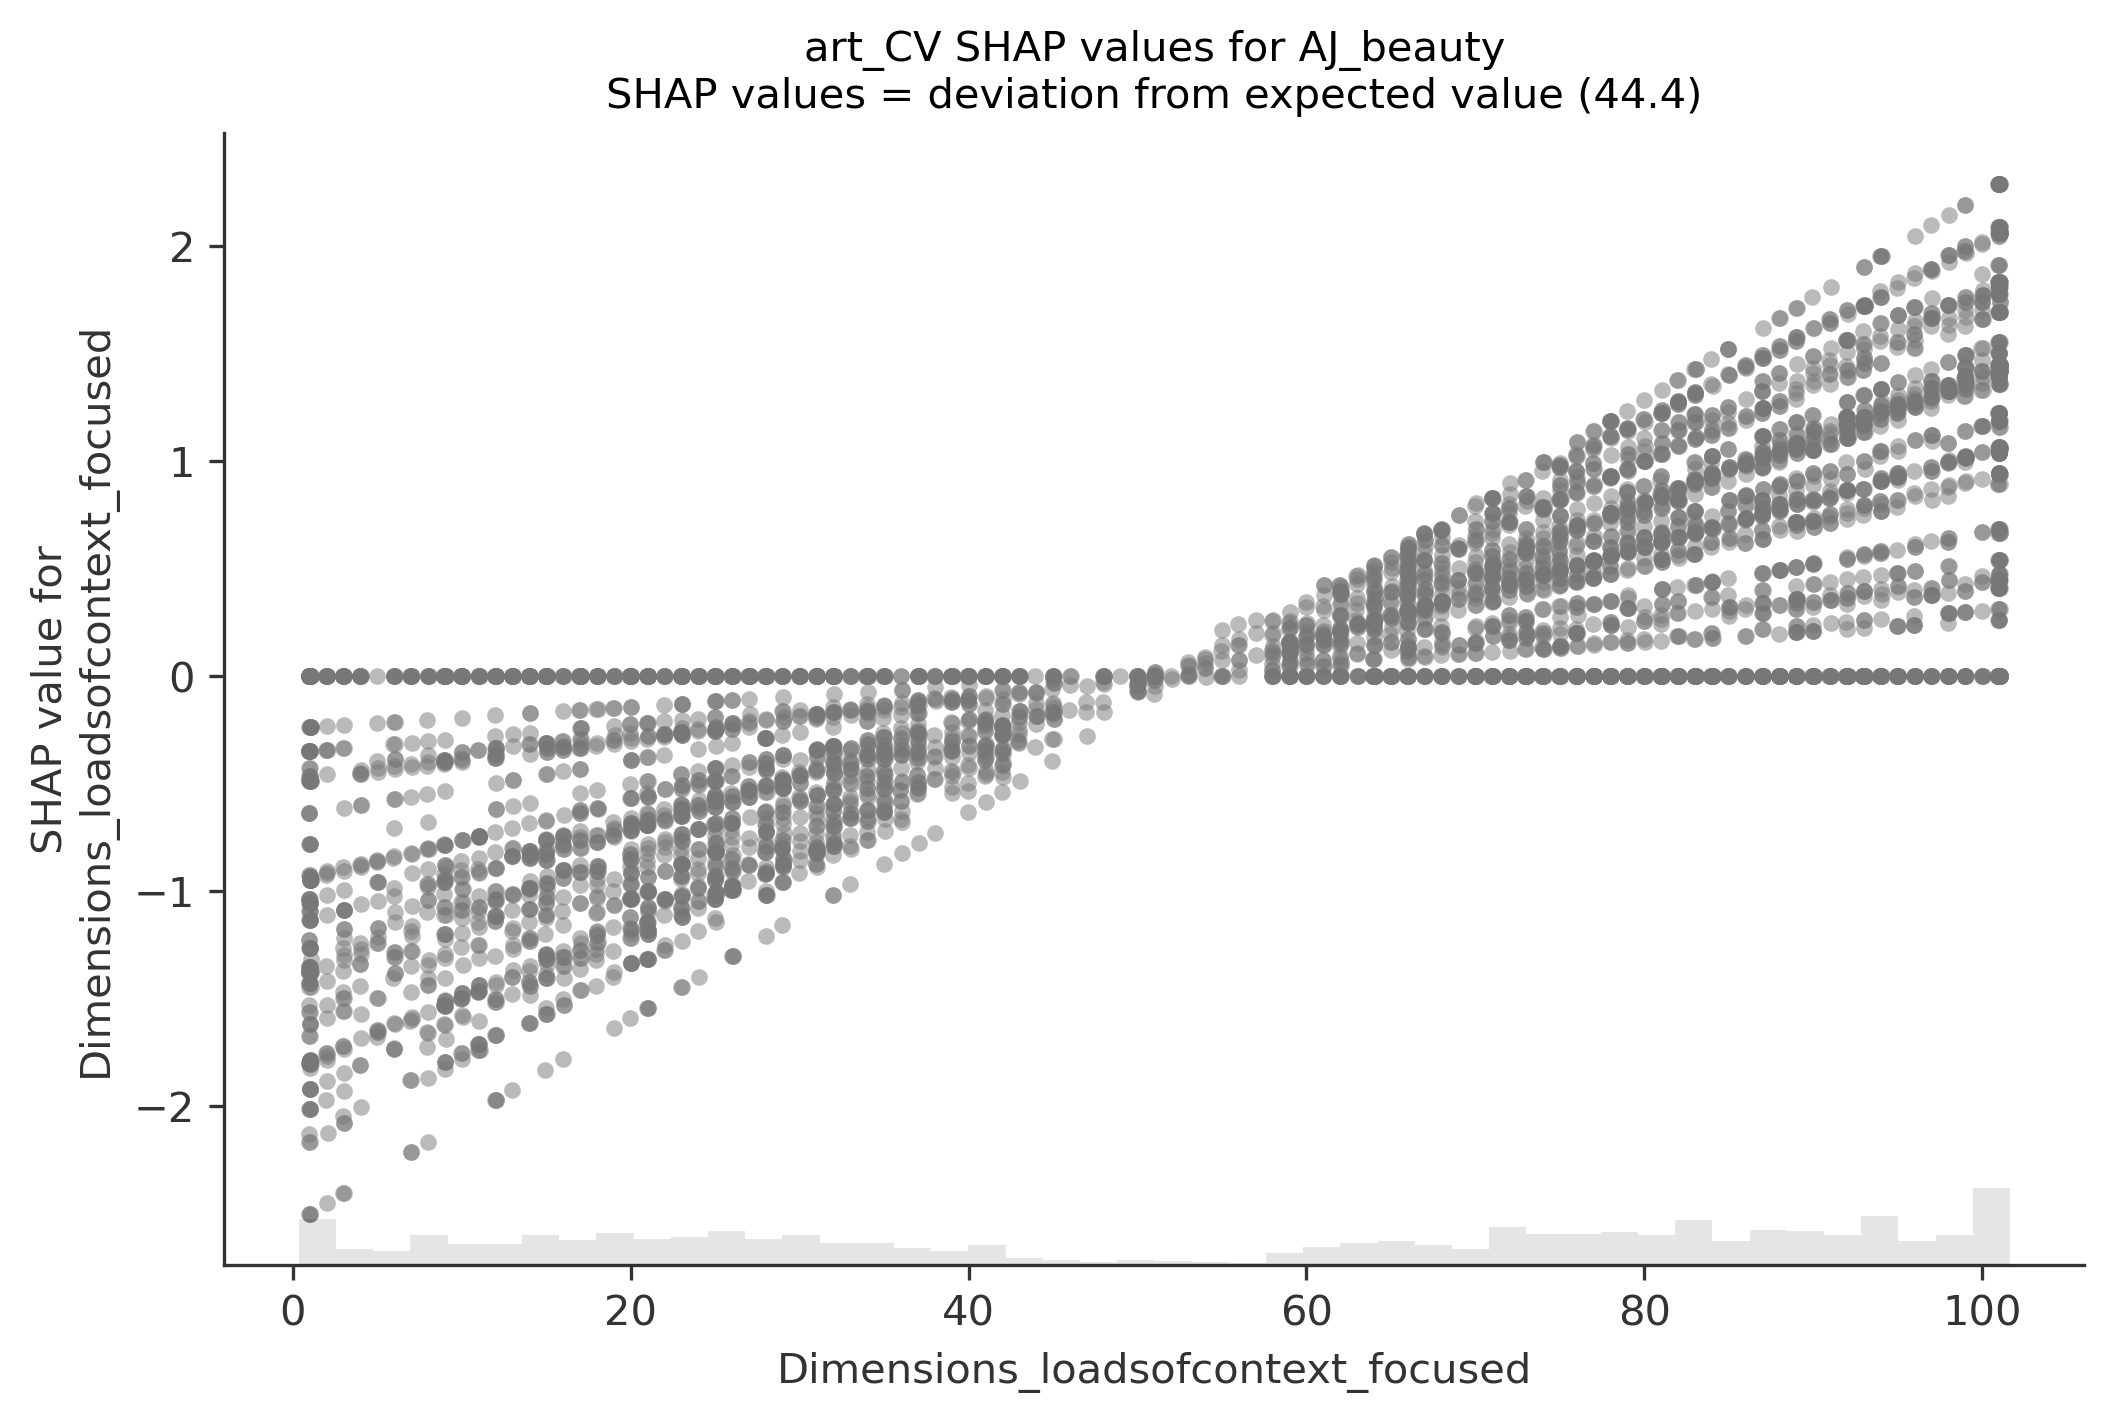 art_CV SHAP values for AJ_beauty
SHAP values = deviation from expected value (44.4)
SHAP value for
Dimensions_loadsofcontext_focused
2
1
0
−1
−2
0
20
40
60
80
100
Dimensions_loadsofcontext_focused